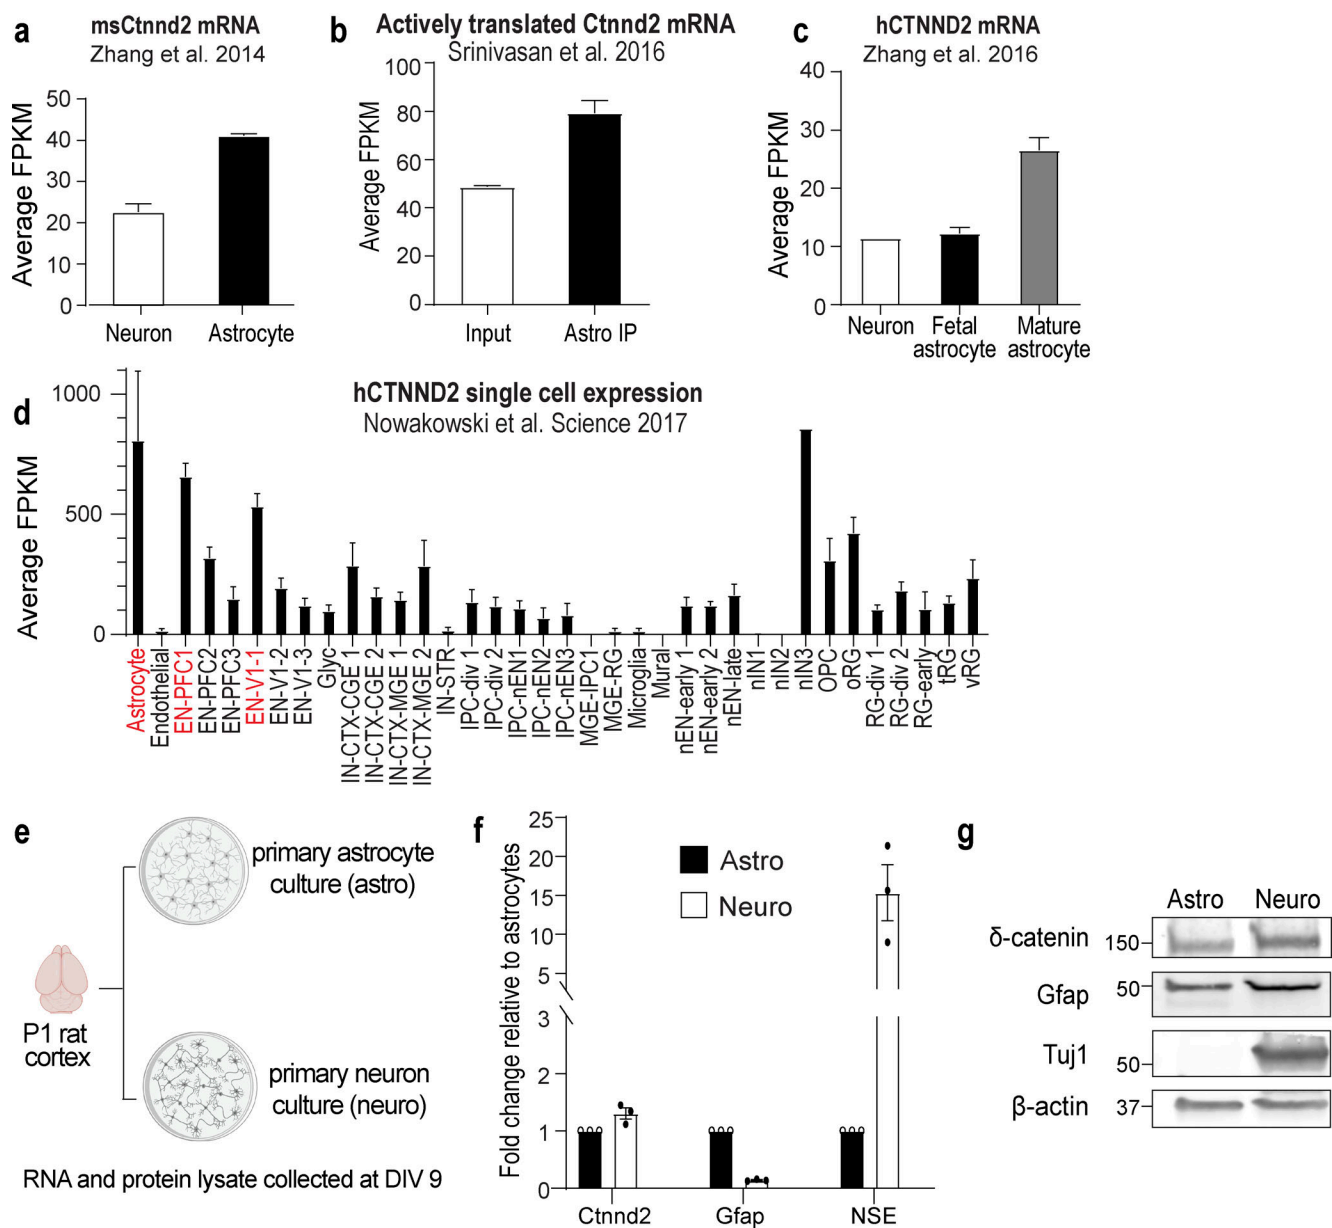 a
msCtnnd2 mRNA
Zhang et al. 2014
Average FPKM
50
40
30
20
10
0
Neuron
Astrocyte
b
Actively translated Ctnnd2 mRNA
Srinivasan et al. 2016
Average FPKM
100
80
60
40
20
0
Input
Astro IP
c
hCTNND2 mRNA
Zhang et al. 2016
Average FPKM
40
30
20
10
0
Neuron
Fetal
astrocyte
Mature
astrocyte
d
hCTNND2 single cell expression
Nowakowski et al. Science 2017
Average FPKM
1000
500
0
Astrocyte
Endothelial
EN-PFC1
EN-PFC2
EN-PFC3
EN-V1-1
EN-V1-2
EN-V1-3
Glyc
IN-CTX-CGE 1
IN-CTX-CGE 2
IN-CTX-MGE 1
IN-CTX-MGE 2
IN-STR
IPC-div 1
IPC-div 2
IPC-nEN1
IPC-nEN2
IPC-nEN3
MGE-IPC1
MGE-RG
Microglia
Mural
nEN-early 1
nEN-early 2
nEN-late
nIN1
nIN2
nIN3
OPC
oRG
RG-div 1
RG-div 2
RG-early
tRG
vRG
e
P1 rat
cortex
primary astrocyte
culture (astro)
primary neuron
culture (neuro)
RNA and protein lysate collected at DIV 9
f
Fold change relative to astrocytes
25
20
15
10
5
3
2
1
0
Astro
Neuro
Ctnnd2
Gfap
NSE
g
Astro Neuro
δ-catenin 150
Gfap 50
Tuj1 50
β-actin 37